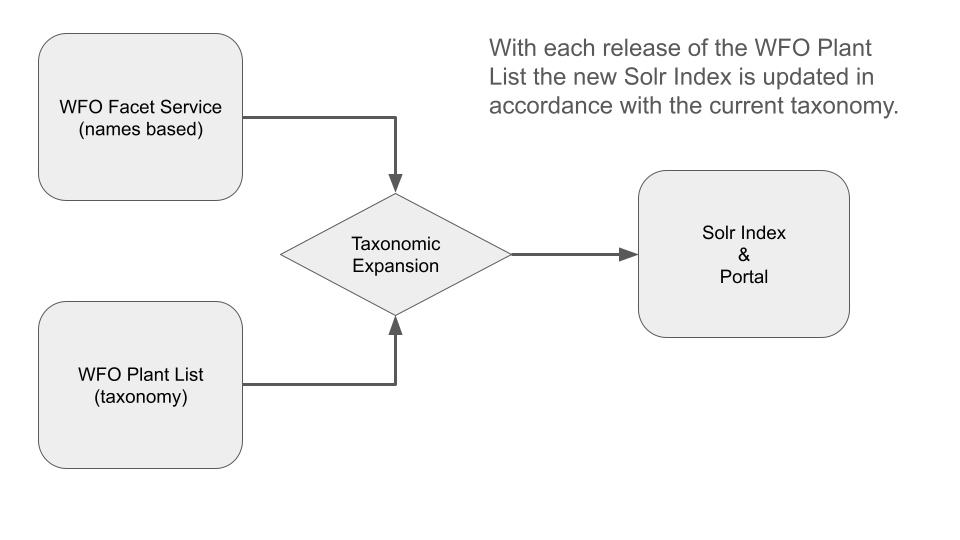 WFO Facet Service
(names based)
With each release of the WFO Plant
List the new Solr Index is updated in
accordance with the current taxonomy.
Taxonomic
Expansion
Solr Index
&
Portal
WFO Plant List
(taxonomy)